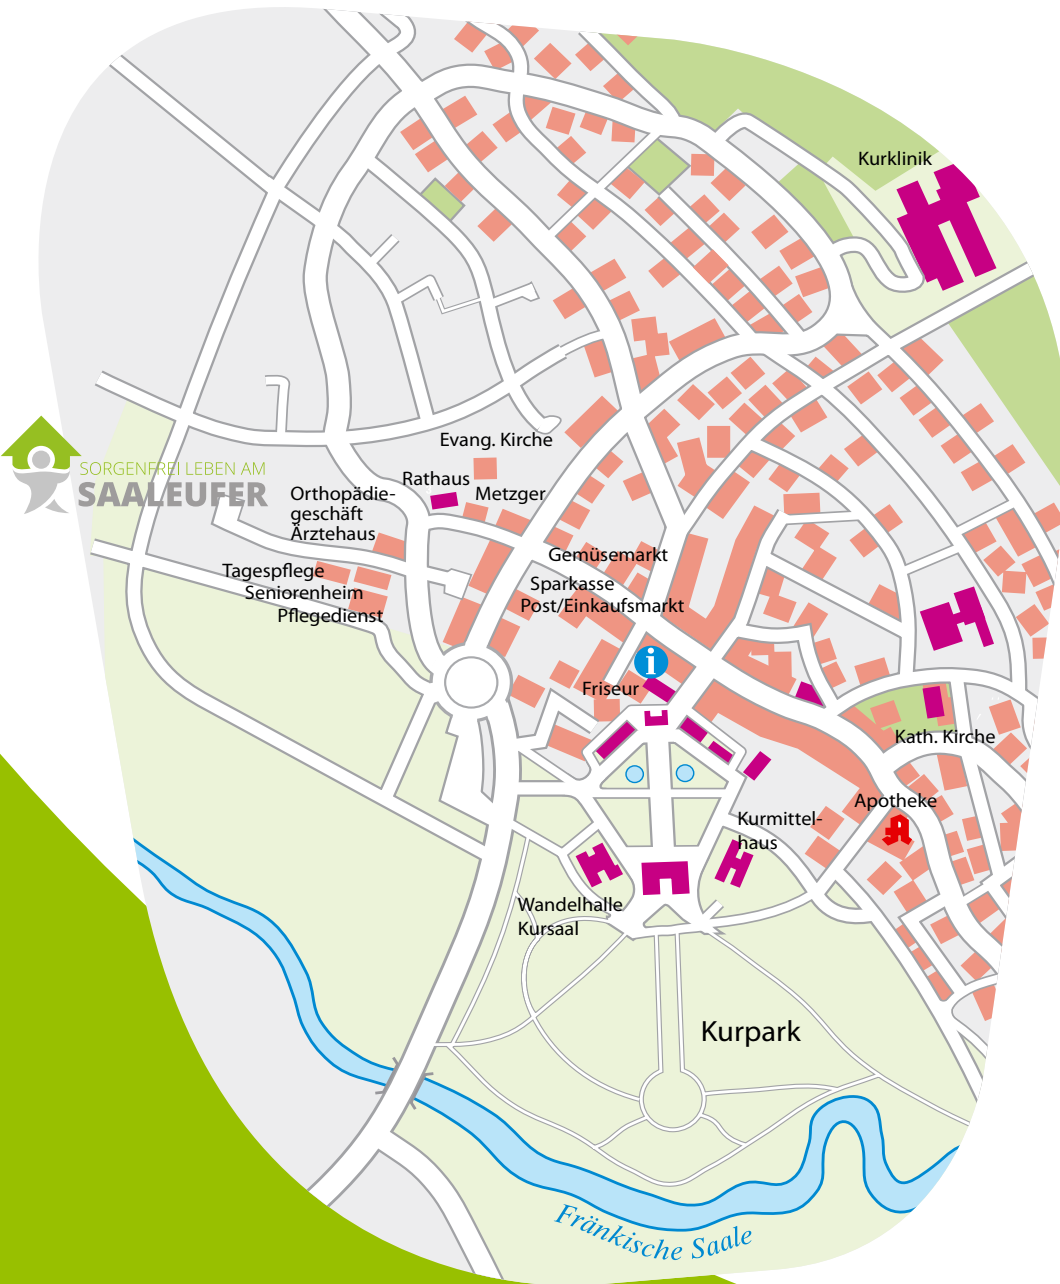 Kurklinik
Evang. Kirche
SORGENFREI LEBEN AM
SAALEUFER
Rathaus
Metzger
Orthopädie-
geschäft
Ärztehaus
Gemüsemarkt
Tagespflege
Seniorenheim
Pflegedienst
Sparkasse
Post/Einkaufsmarkt
i
Friseur
Kath. Kirche
Apotheke
Kurmittel-
haus
Wandelhalle
Kursaal
Kurpark
Fränkische Saale